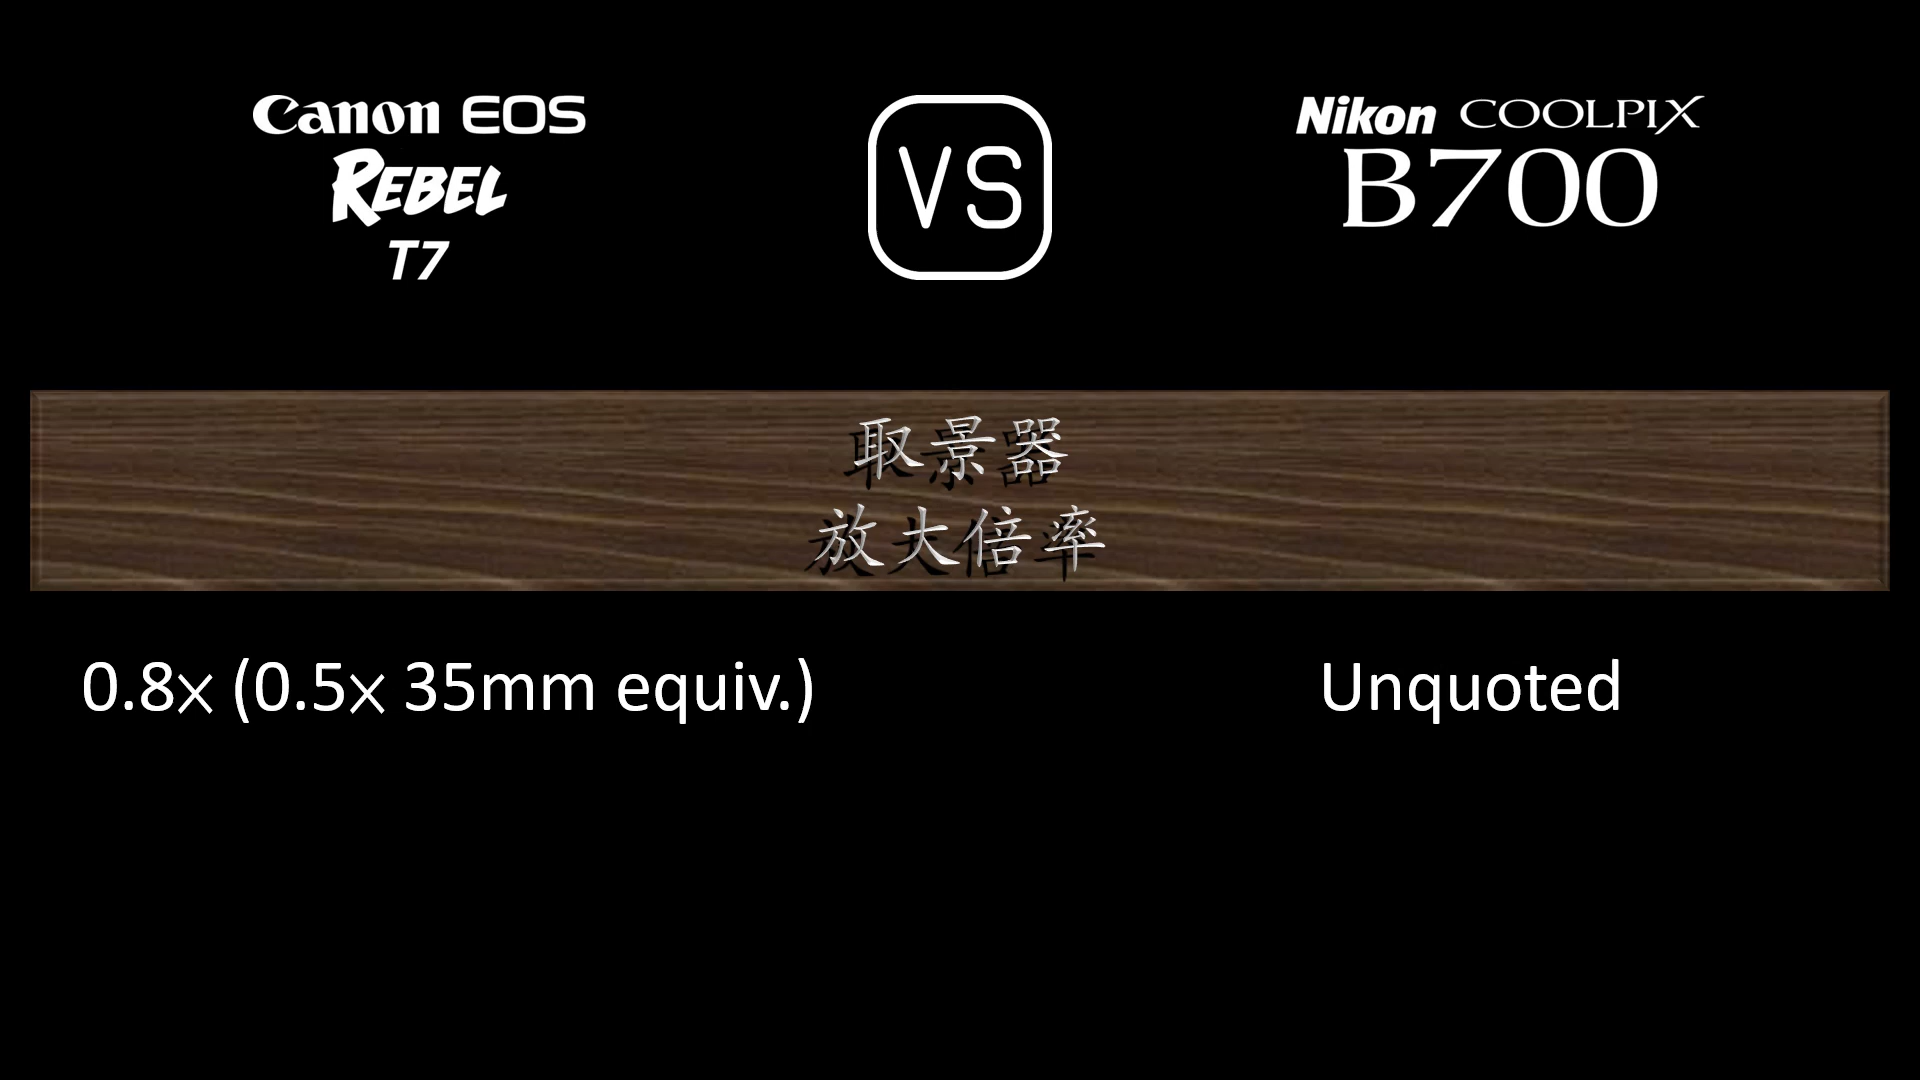 Canon EOS
REBEL
T7
VS
Nikon COOLPIX
B700
取景器
放大倍率
0.8x (0.5x 35mm equiv.)
Unquoted